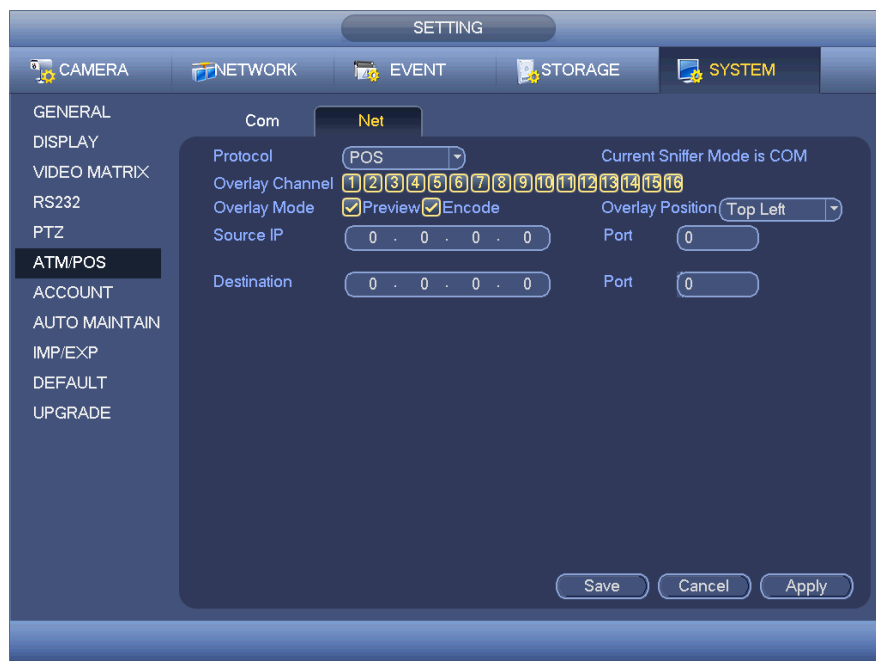 SETTING
CAMERA NETWORK EVENT STORAGE SYSTEM
GENERAL
DISPLAY
VIDEO MATRIX
RS232
PTZ
ATM/POS
ACCOUNT
AUTO MAINTAIN
IMP/EXP
DEFAULT
UPGRADE
Com Net
Protocol POS Current Sniffer Mode is COM
Overlay Channel 1 2 3 4 5 6 7 8 9 10 11 12 13 14 15 16
Overlay Mode Preview Encode Overlay Position Top Left
Source IP 0 . 0 . 0 . 0 Port 0
Destination 0 . 0 . 0 . 0 Port 0
Save Cancel Apply